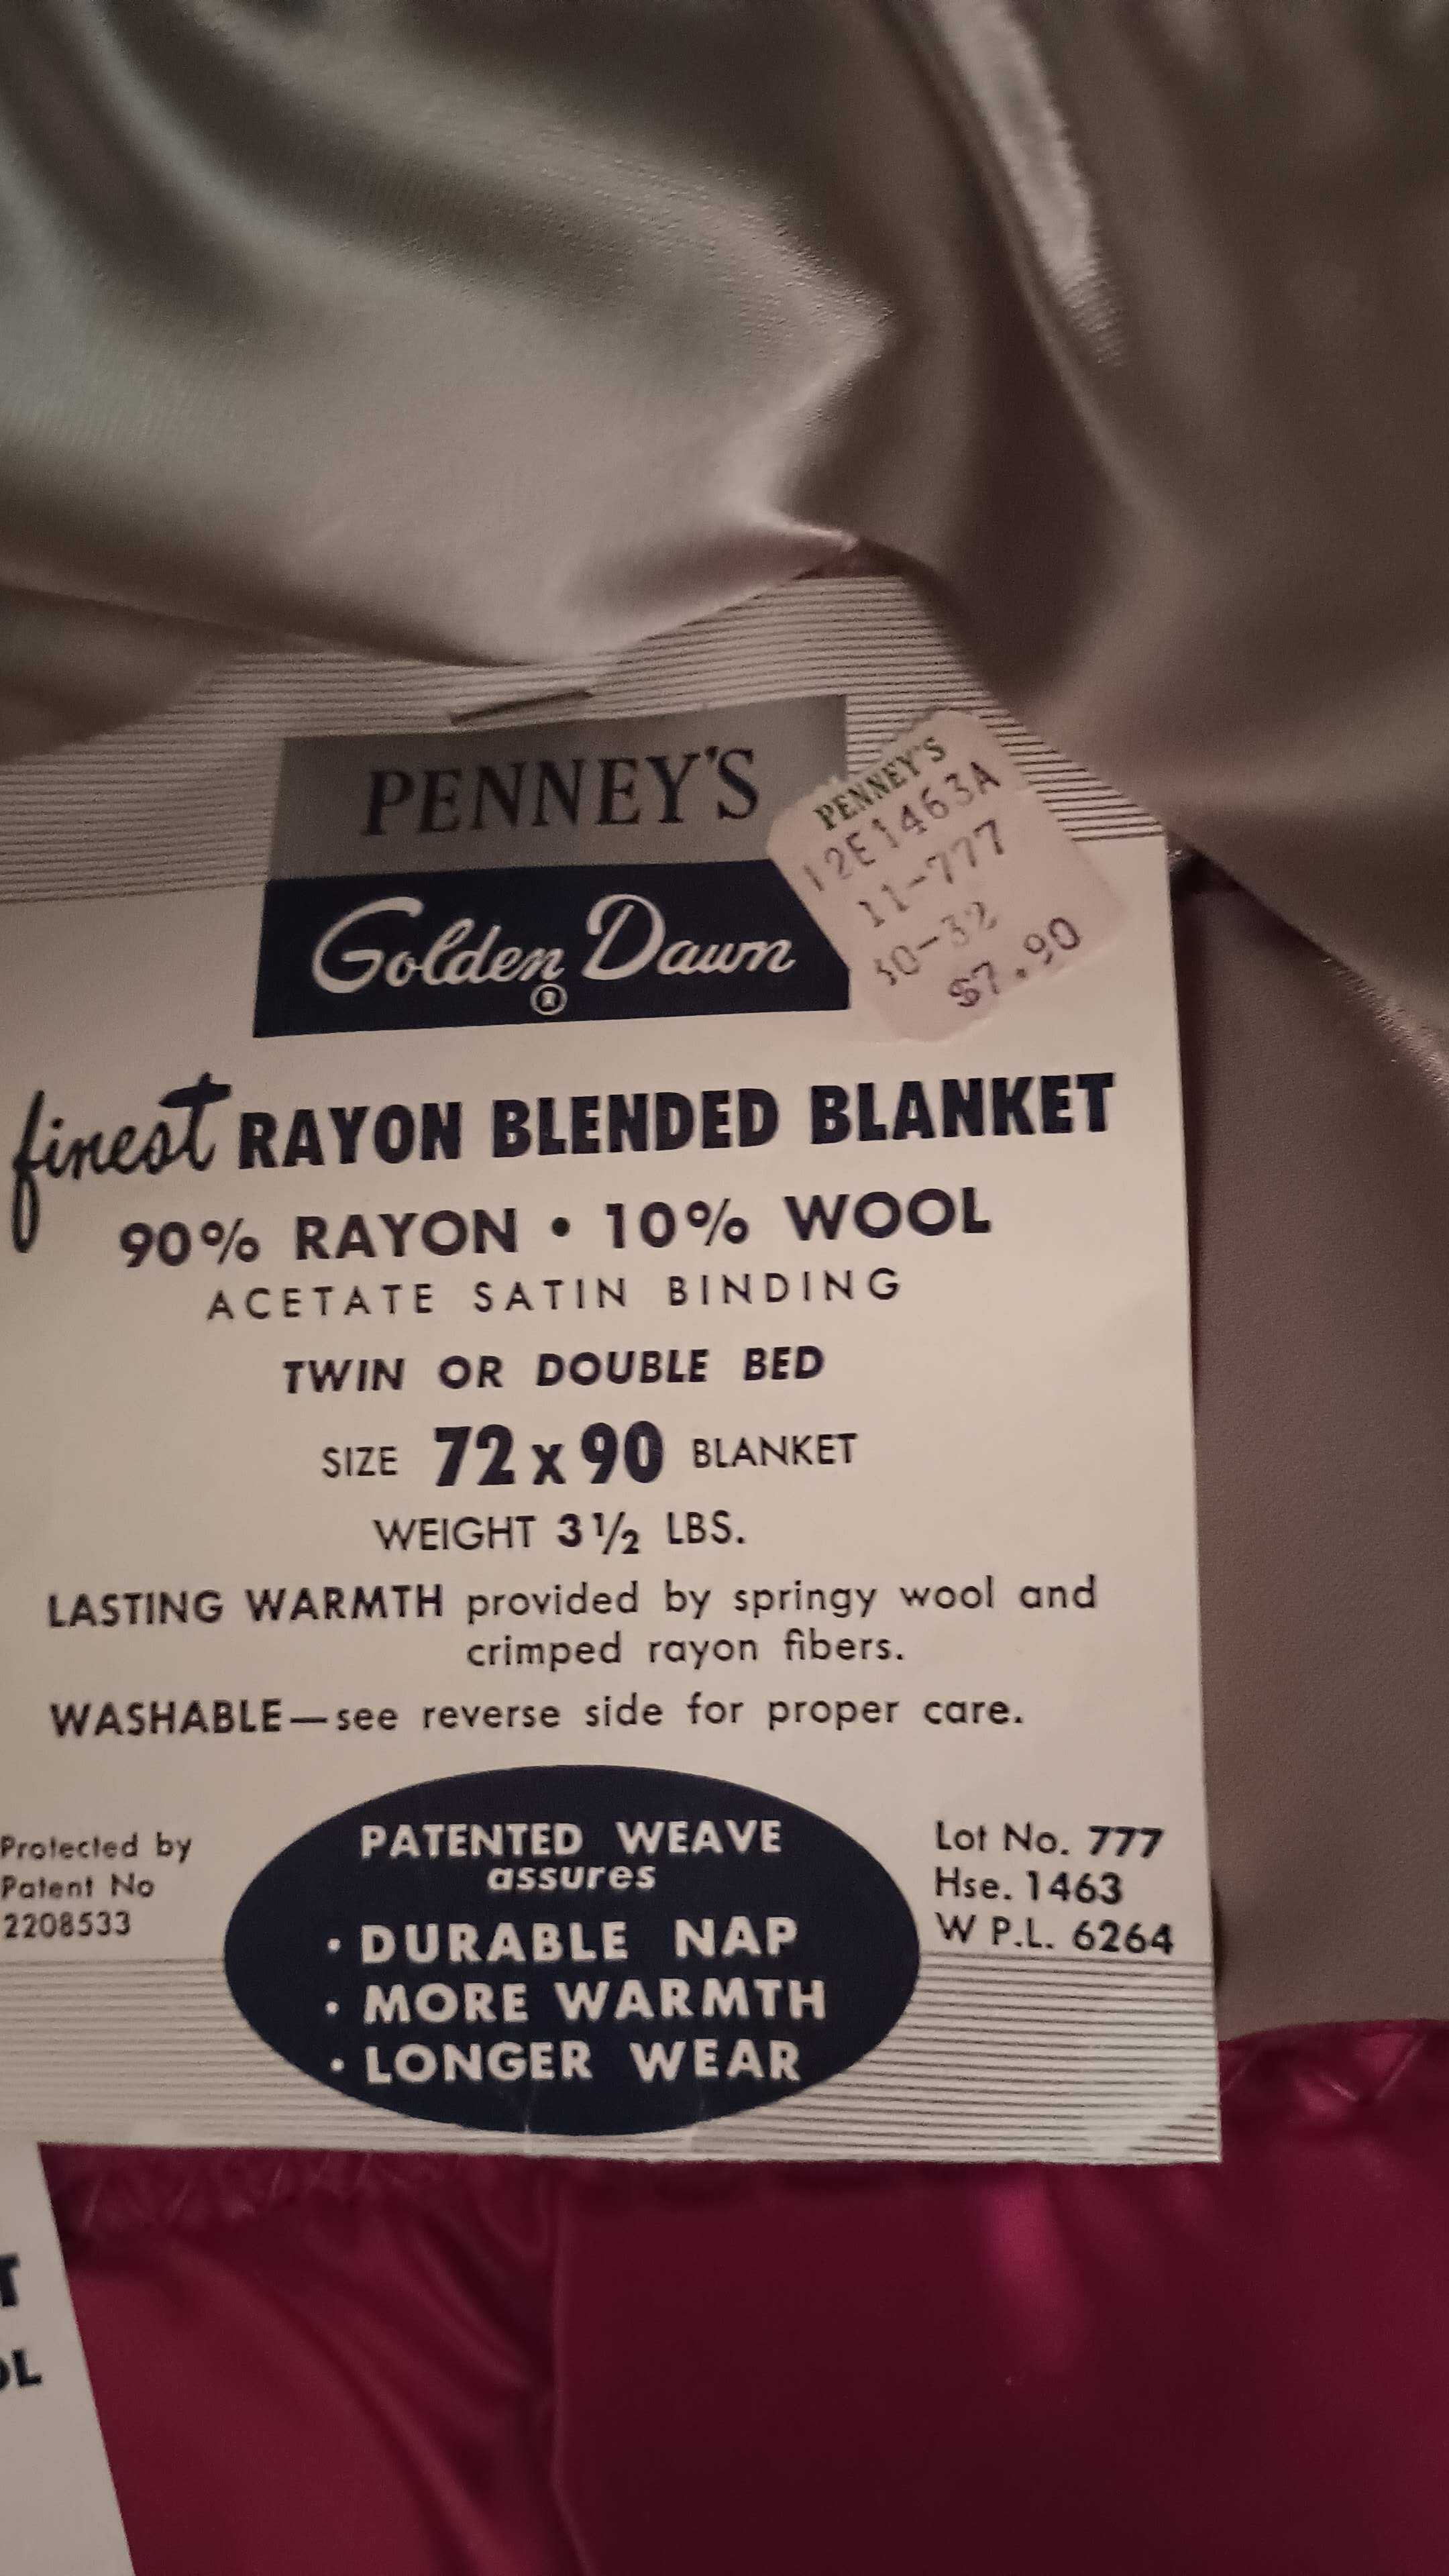 PENNEY'S
Golden Dawn
®
PENNEY'S
12E1463A
11-777
30-32
$7.90
finest RAYON BLENDED BLANKET
90% RAYON • 10% WOOL
ACETATE SATIN BINDING
TWIN OR DOUBLE BED
SIZE 72 x 90 BLANKET
WEIGHT 3 1/2 LBS.
LASTING WARMTH provided by springy wool and
crimped rayon fibers.
WASHABLE—see reverse side for proper care.
Protected by
Patent No
2208533
PATENTED WEAVE
assures
• DURABLE NAP
• MORE WARMTH
• LONGER WEAR
Lot No. 777
Hse. 1463
W P.L. 6264
T
OL